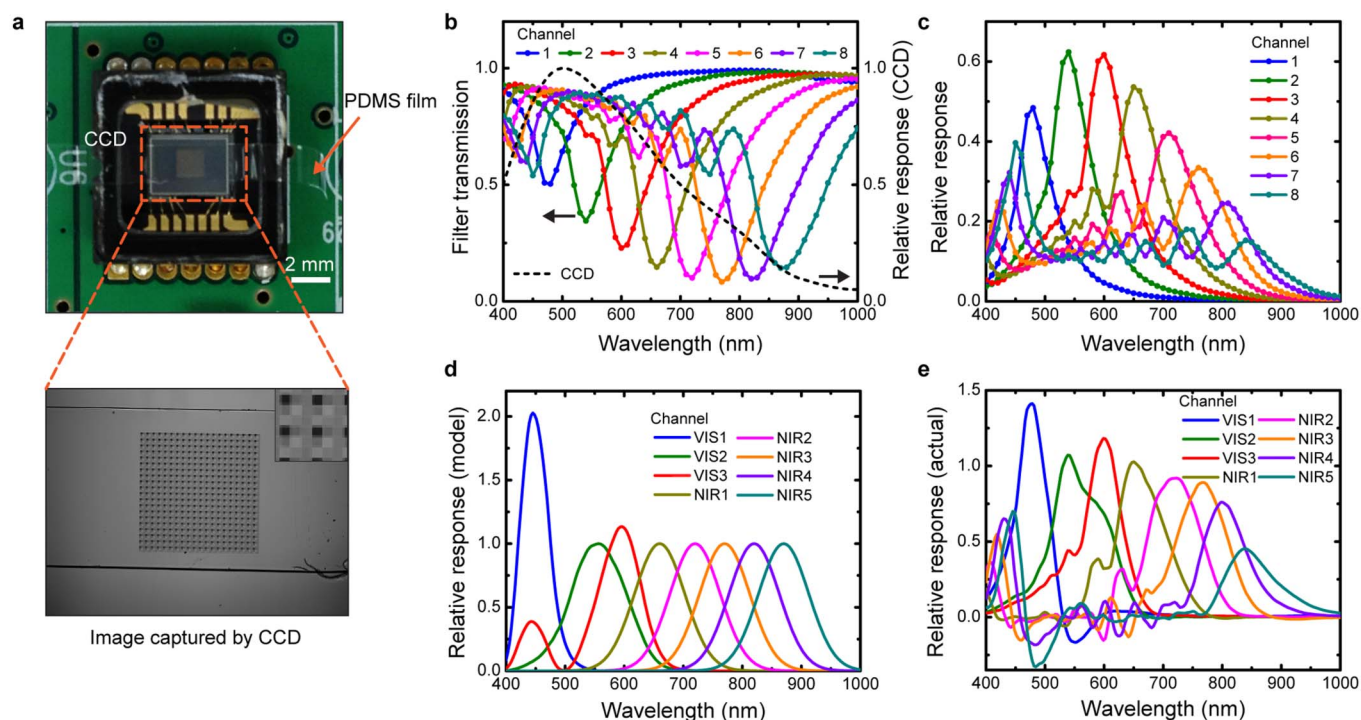 a
CCD
PDMS film
2 mm
Image captured by CCD
b
Channel
1 2 3 4 5 6 7 8
Filter transmission
1.0
0.5
0.0
1.0
0.5
0.0
Relative response (CCD)
CCD
400 500 600 700 800 900 1000
Wavelength (nm)
c
Relative response
0.6
0.4
0.2
0.0
Channel
1
2
3
4
5
6
7
8
400 500 600 700 800 900 1000
Wavelength (nm)
d
Relative response (model)
2.0
1.5
1.0
0.5
0.0
Channel
VIS1 NIR2
VIS2 NIR3
VIS3 NIR4
NIR1 NIR5
400 500 600 700 800 900 1000
Wavelength (nm)
e
Relative response (actual)
1.5
1.0
0.5
0.0
Channel
VIS1 NIR2
VIS2 NIR3
VIS3 NIR4
NIR1 NIR5
400 500 600 700 800 900 1000
Wavelength (nm)